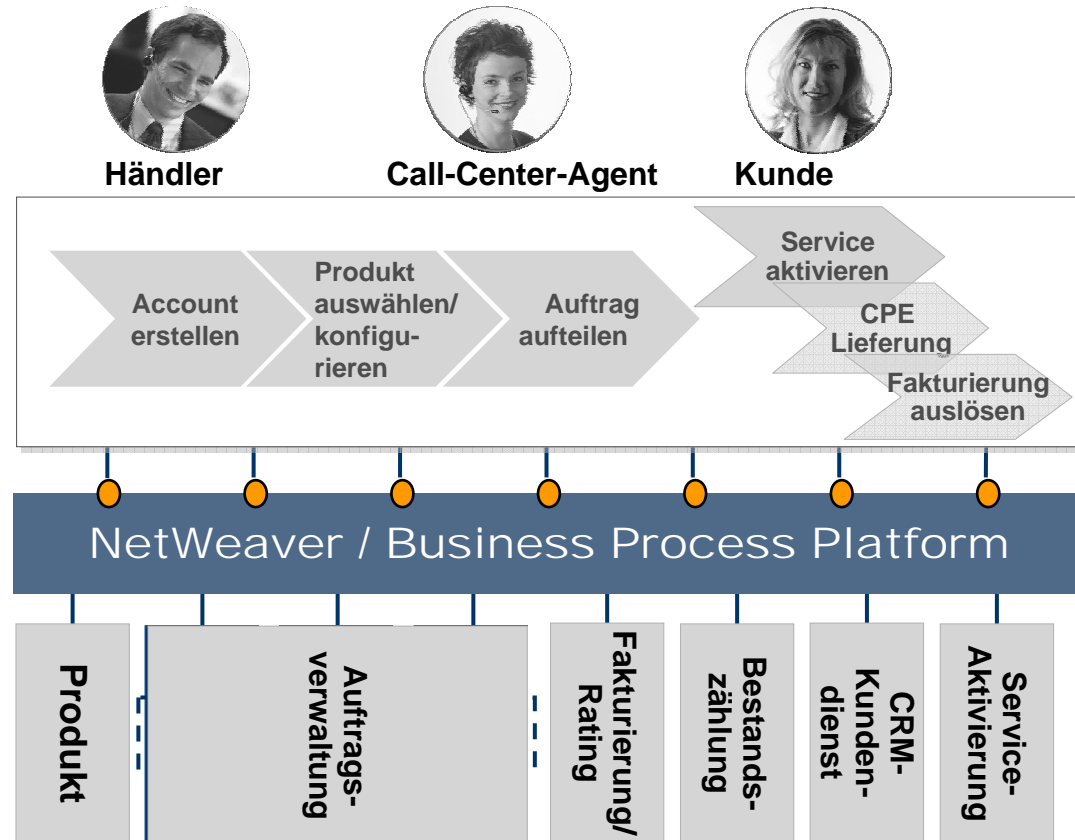 Händler
Call-Center-Agent
Kunde
Account
erstellen
Produkt
auswählen/
konfigu-
rieren
Auftrag
aufteilen
Service
aktivieren
CPE
Lieferung
Fakturierung
auslösen
NetWeaver / Business Process Platform
Produkt
Auftrags-
verwaltung
Fakturierung/
Rating
Bestands-
zählung
CRM-
Kunden-
dienst
Service-
Aktivierung